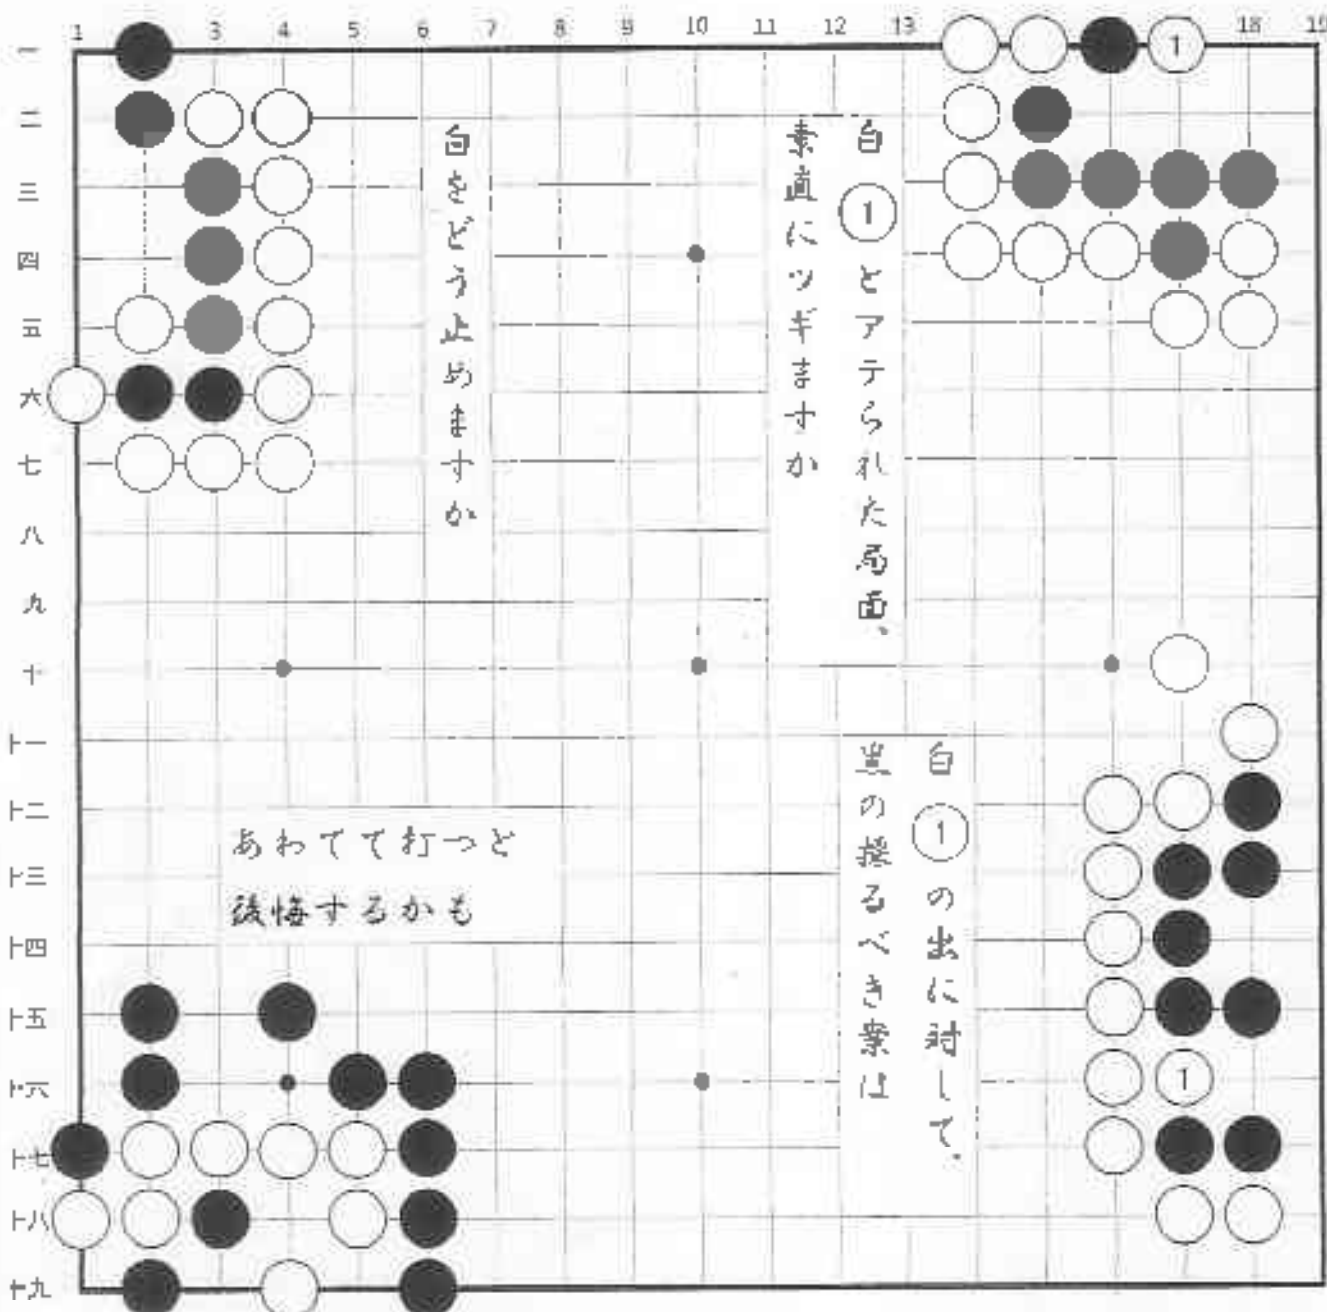 1 2 3 4 5 6 10 11 12 13 18 19
一
二
三
四
五
六
七
八
九
十
十一
十二
十三
十四
十五
十六
十七
十八
十九
1
白①とアテられた局面、
素直にツギますか
白をどう止めますか
白①の出に対して、
黒の採るべき案は
1
あわてて打つと
後悔するかも